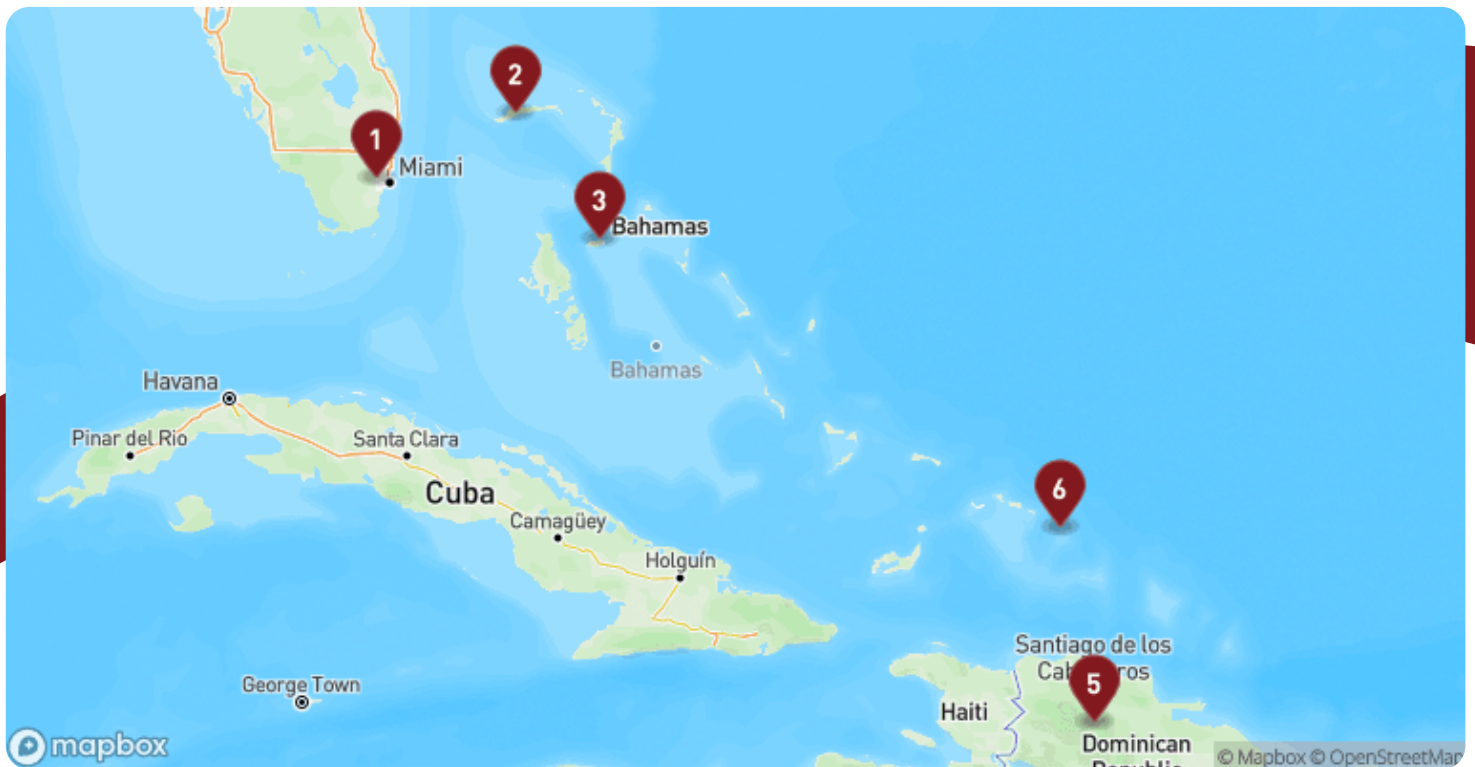 2
1
Miami
3
Bahamas
Bahamas
Havana
Pinar del Rio
Santa Clara
Cuba
6
Camagüey
Holguín
Santiago de los
5
George Town
Haiti
Dominican
mapbox
© Mapbox © OpenStreetMap